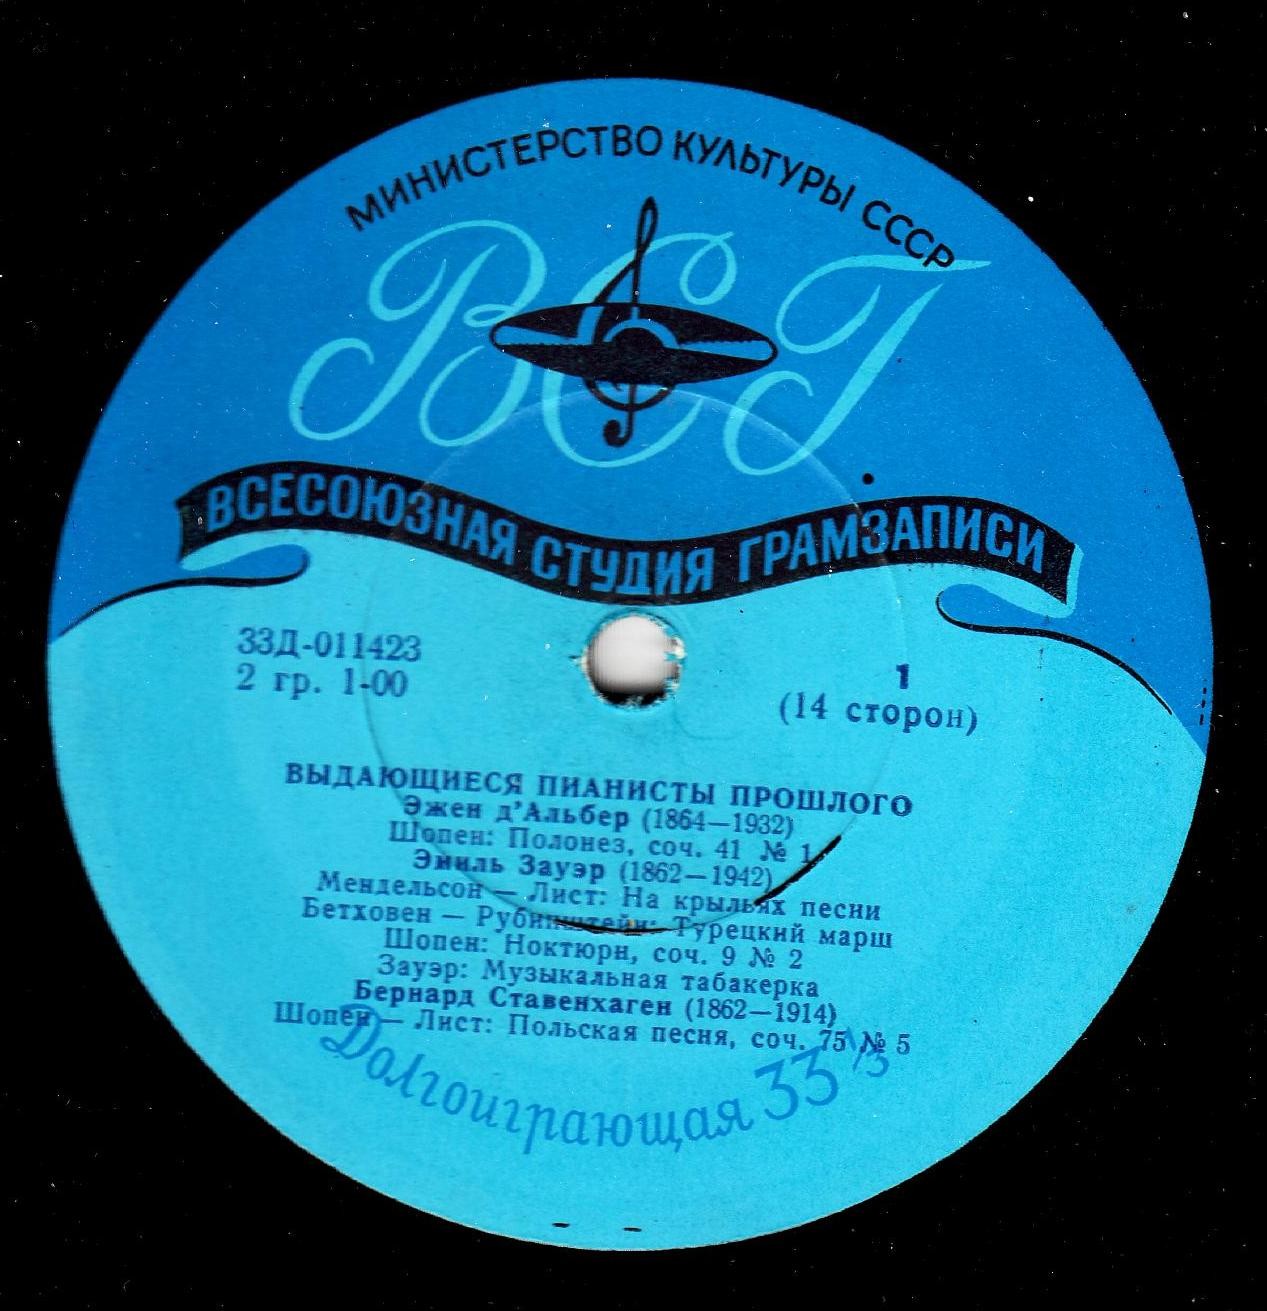 МИНИСТЕРСТВО КУЛЬТУРЫ СССР
ВСГ
ВСЕСОЮЗНАЯ СТУДИЯ ГРАМЗАПИСИ
33Д-011423
2 гр. 1-00
1
(14 сторон)
ВЫДАЮЩИЕСЯ ПИАНИСТЫ ПРОШЛОГО
Эжен д’Альбер (1864—1932)
Шопен: Полонез, соч. 41 № 1
Эмиль Зауэр (1862—1942)
Мендельсон — Лист: На крыльях песни
Бетховен — Рубинштейн: Турецкий марш
Шопен: Ноктюрн, соч. 9 № 2
Зауэр: Музыкальная табакерка
Бернард Ставенхаген (1862—1914)
Шопен — Лист: Польская песня, соч. 75 № 5
Долгоиграющая 33 1/3